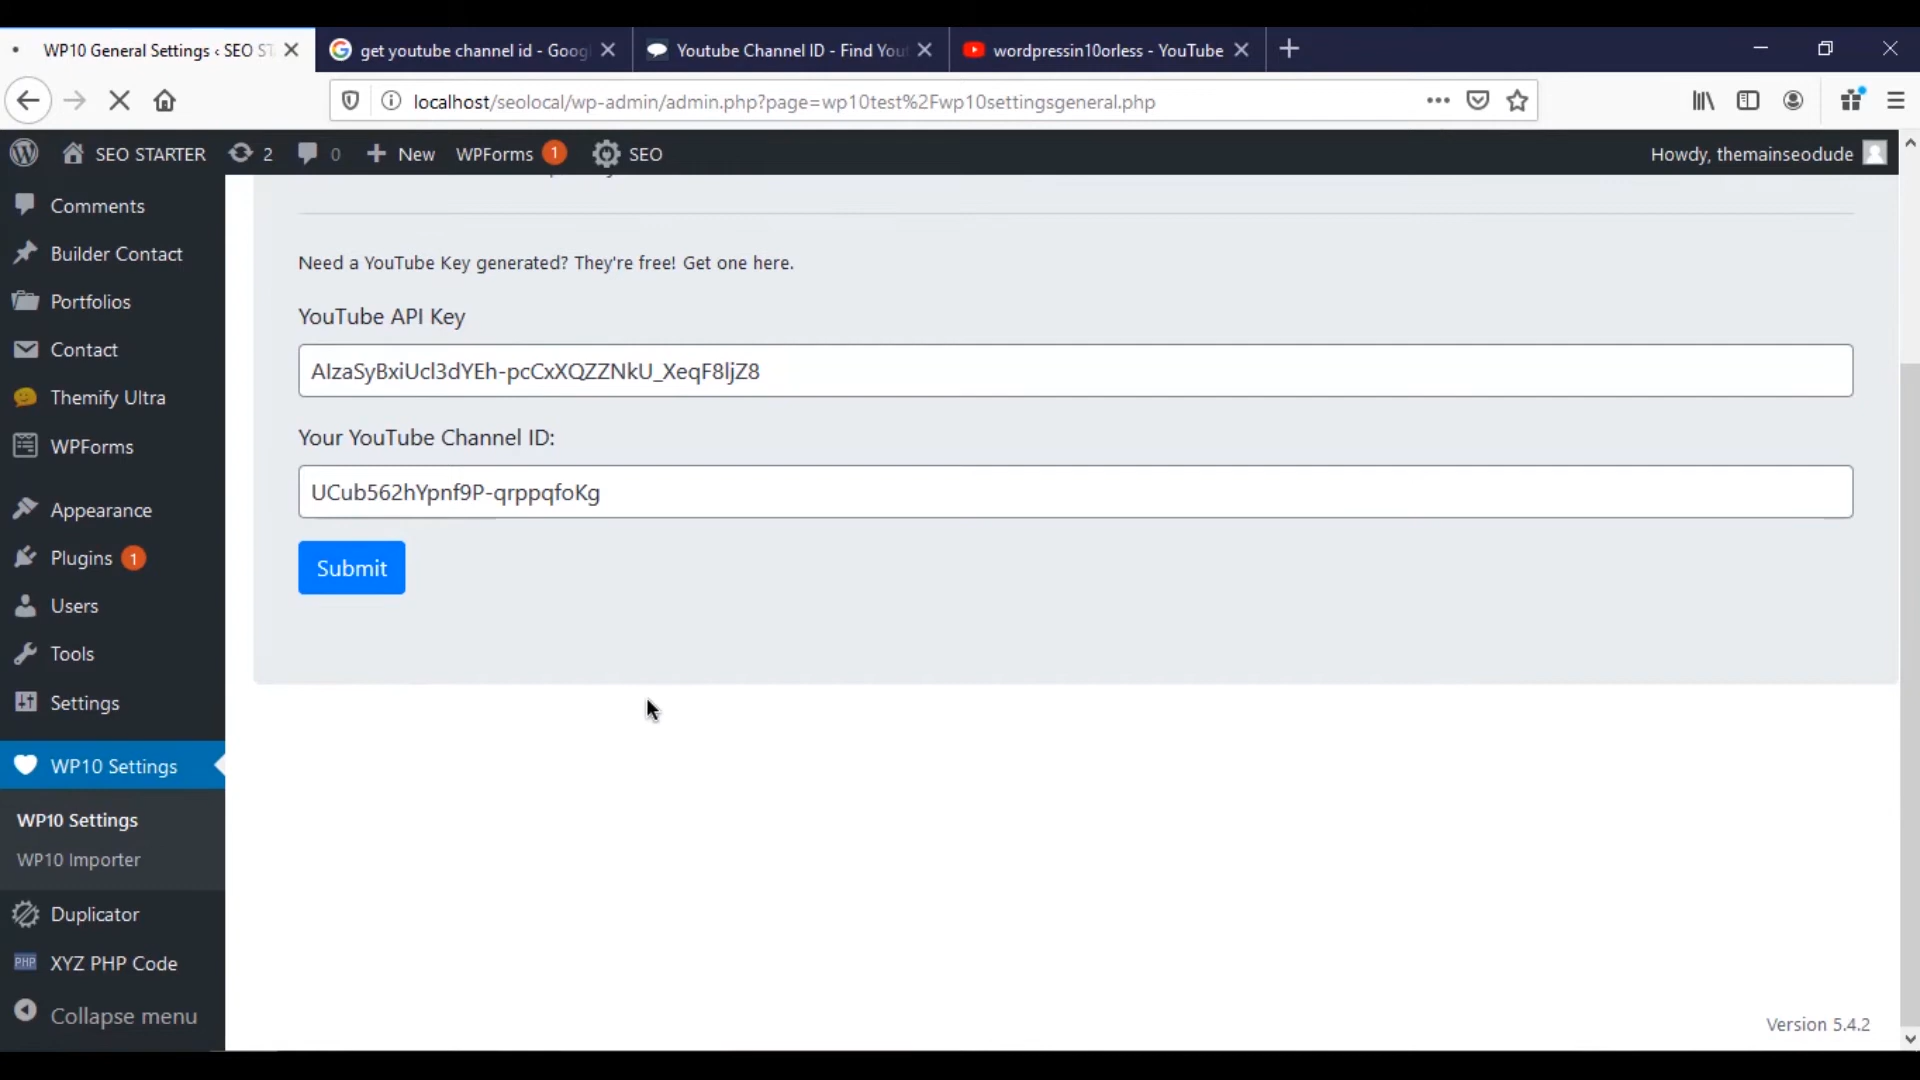 WP10 General Settings ‹ SEO ST
get youtube channel id - Goog
Youtube Channel ID - Find You
wordpressin10orless - YouTube
localhost/seolocal/wp-admin/admin.php?page=wp10test%2Fwp10settingsgeneral.php
SEO STARTER
2
0
New
WPForms 1
SEO
Howdy, themainseodude
Comments
Builder Contact
Portfolios
Contact
Themify Ultra
WPForms
Appearance
Plugins 1
Users
Tools
Settings
WP10 Settings
WP10 Settings
WP10 Importer
Duplicator
PHP XYZ PHP Code
Collapse menu
Need a YouTube Key generated? They're free! Get one here.
YouTube API Key
AIzaSyBxiUcl3dYEh-pcCxXQZZNkU_XeqF8ljZ8
Your YouTube Channel ID:
UCub562hYpnf9P-qrppqfoKg
Submit
Version 5.4.2